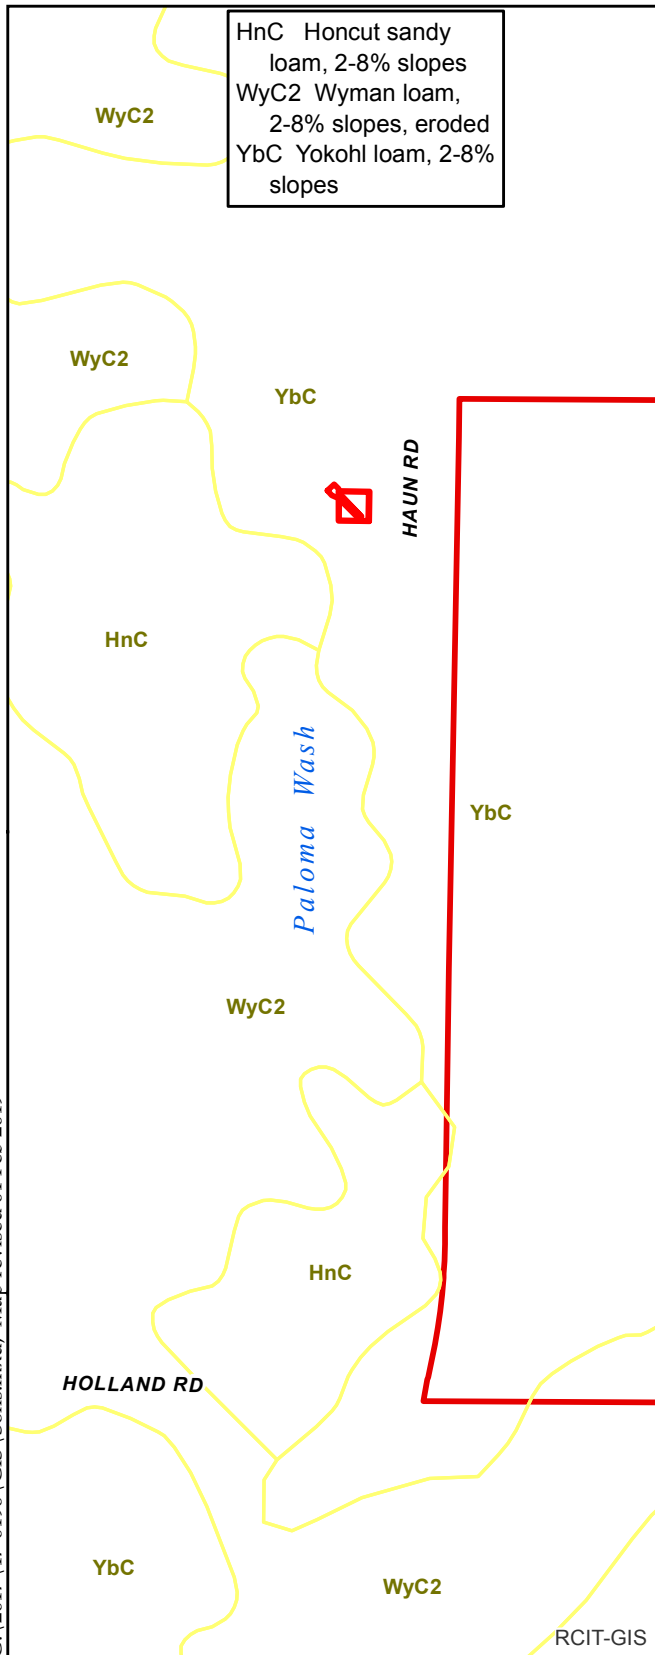 HnC Honcut sandy
loam, 2-8% slopes
WyC2 Wyman loam,
2-8% slopes, eroded
YbC Yokohl loam, 2-8%
slopes
WyC2
WyC2
YbC
HAUN RD
HnC
Paloma Wash
YbC
WyC2
HnC
HOLLAND RD
YbC
WyC2
RCIT-GIS